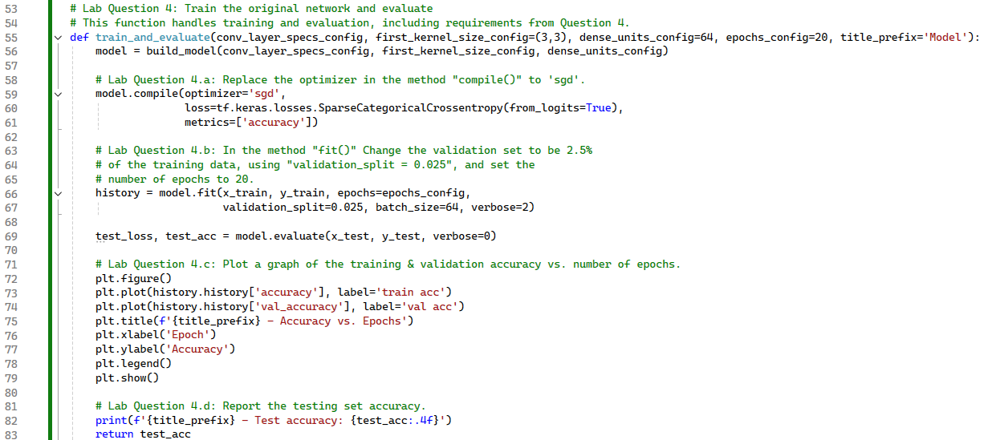 53 # Lab Question 4: Train the original network and evaluate
54 # This function handles training and evaluation, including requirements from Question 4.
55 def train_and_evaluate(conv_layer_specs_config, first_kernel_size_config=(3,3), dense_units_config=64, epochs_config=20, title_prefix='Model'):
56 model = build_model(conv_layer_specs_config, first_kernel_size_config, dense_units_config)
57
58 # Lab Question 4.a: Replace the optimizer in the method "compile()" to 'sgd'.
59 model.compile(optimizer='sgd',
60 loss=tf.keras.losses.SparseCategoricalCrossentropy(from_logits=True),
61 metrics=['accuracy'])
62
63 # Lab Question 4.b: In the method "fit()" Change the validation set to be 2.5%
64 # of the training data, using "validation_split = 0.025", and set the
65 # number of epochs to 20.
66 history = model.fit(x_train, y_train, epochs=epochs_config,
67 validation_split=0.025, batch_size=64, verbose=2)
68
69 test_loss, test_acc = model.evaluate(x_test, y_test, verbose=0)
70
71 # Lab Question 4.c: Plot a graph of the training & validation accuracy vs. number of epochs.
72 plt.figure()
73 plt.plot(history.history['accuracy'], label='train acc')
74 plt.plot(history.history['val_accuracy'], label='val acc')
75 plt.title(f'{title_prefix} - Accuracy vs. Epochs')
76 plt.xlabel('Epoch')
77 plt.ylabel('Accuracy')
78 plt.legend()
79 plt.show()
80
81 # Lab Question 4.d: Report the testing set accuracy.
82 print(f'{title_prefix} - Test accuracy: {test_acc:.4f}')
83 return test_acc